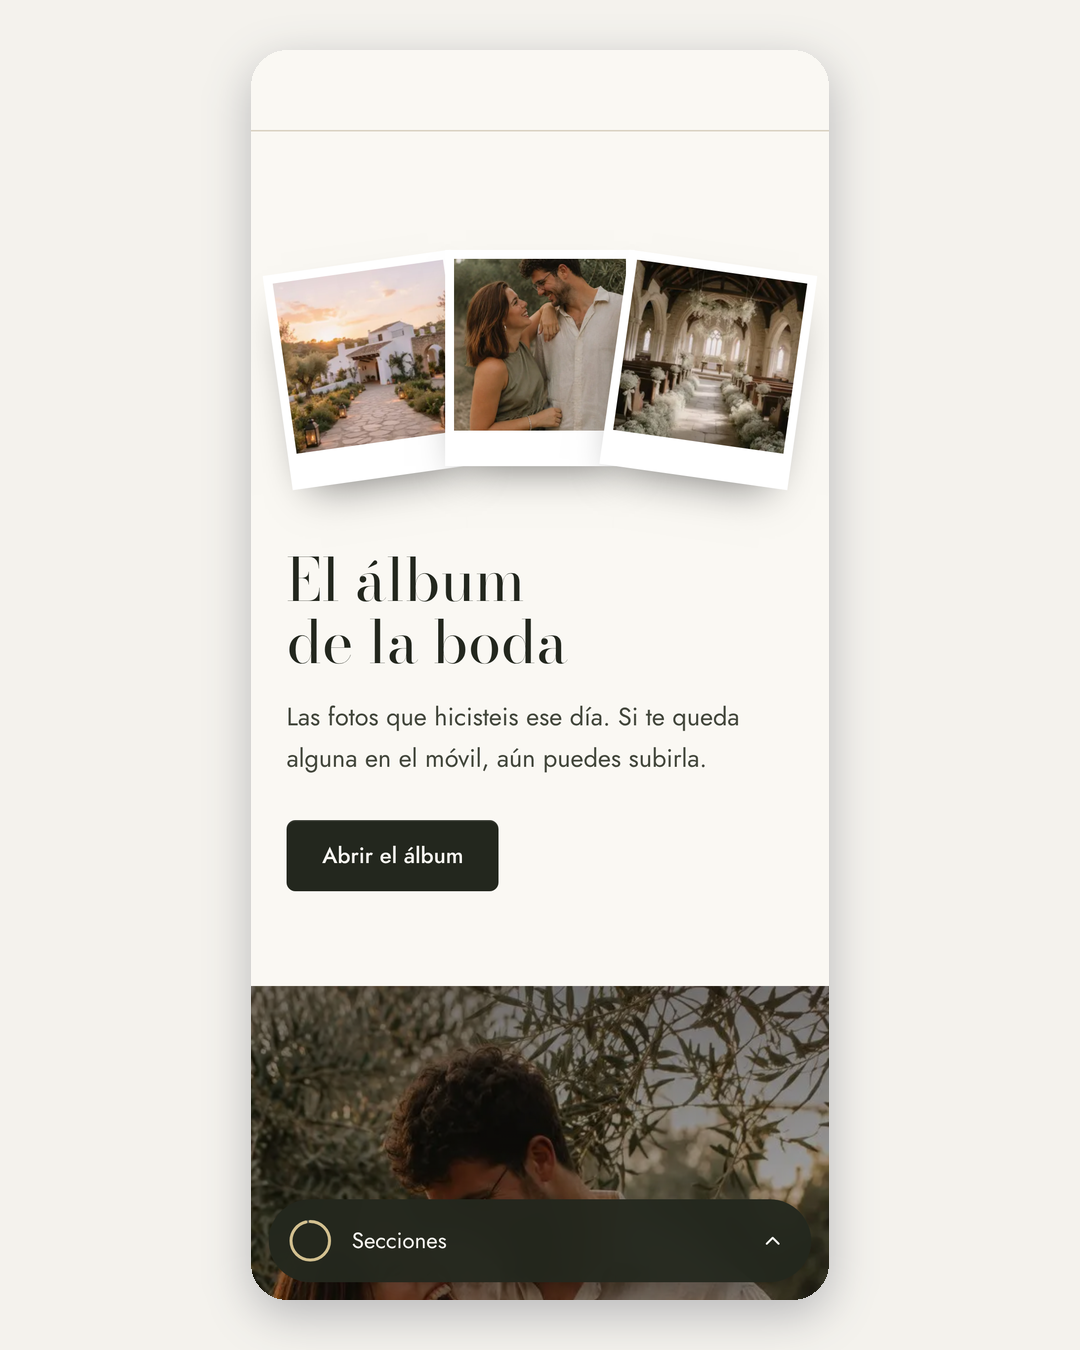 El álbum
de la boda
Las fotos que hicisteis ese día. Si te queda
alguna en el móvil, aún puedes subirla.
Abrir el álbum
Secciones